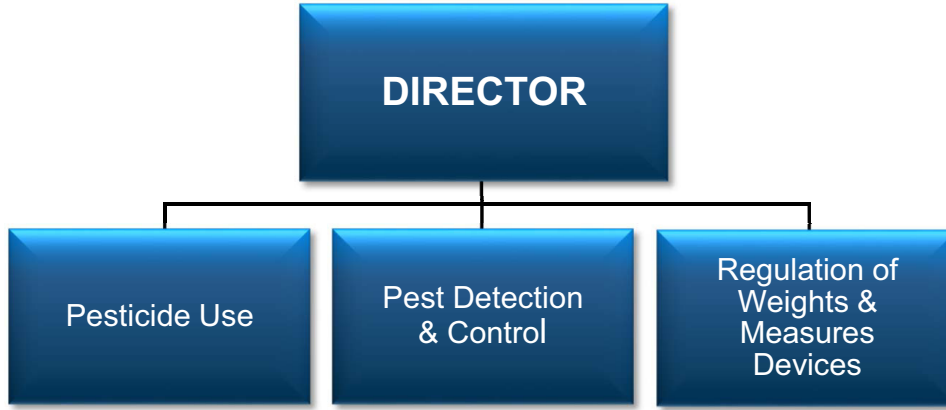 DIRECTOR
Pesticide Use
Pest Detection
& Control
Regulation of
Weights &
Measures
Devices